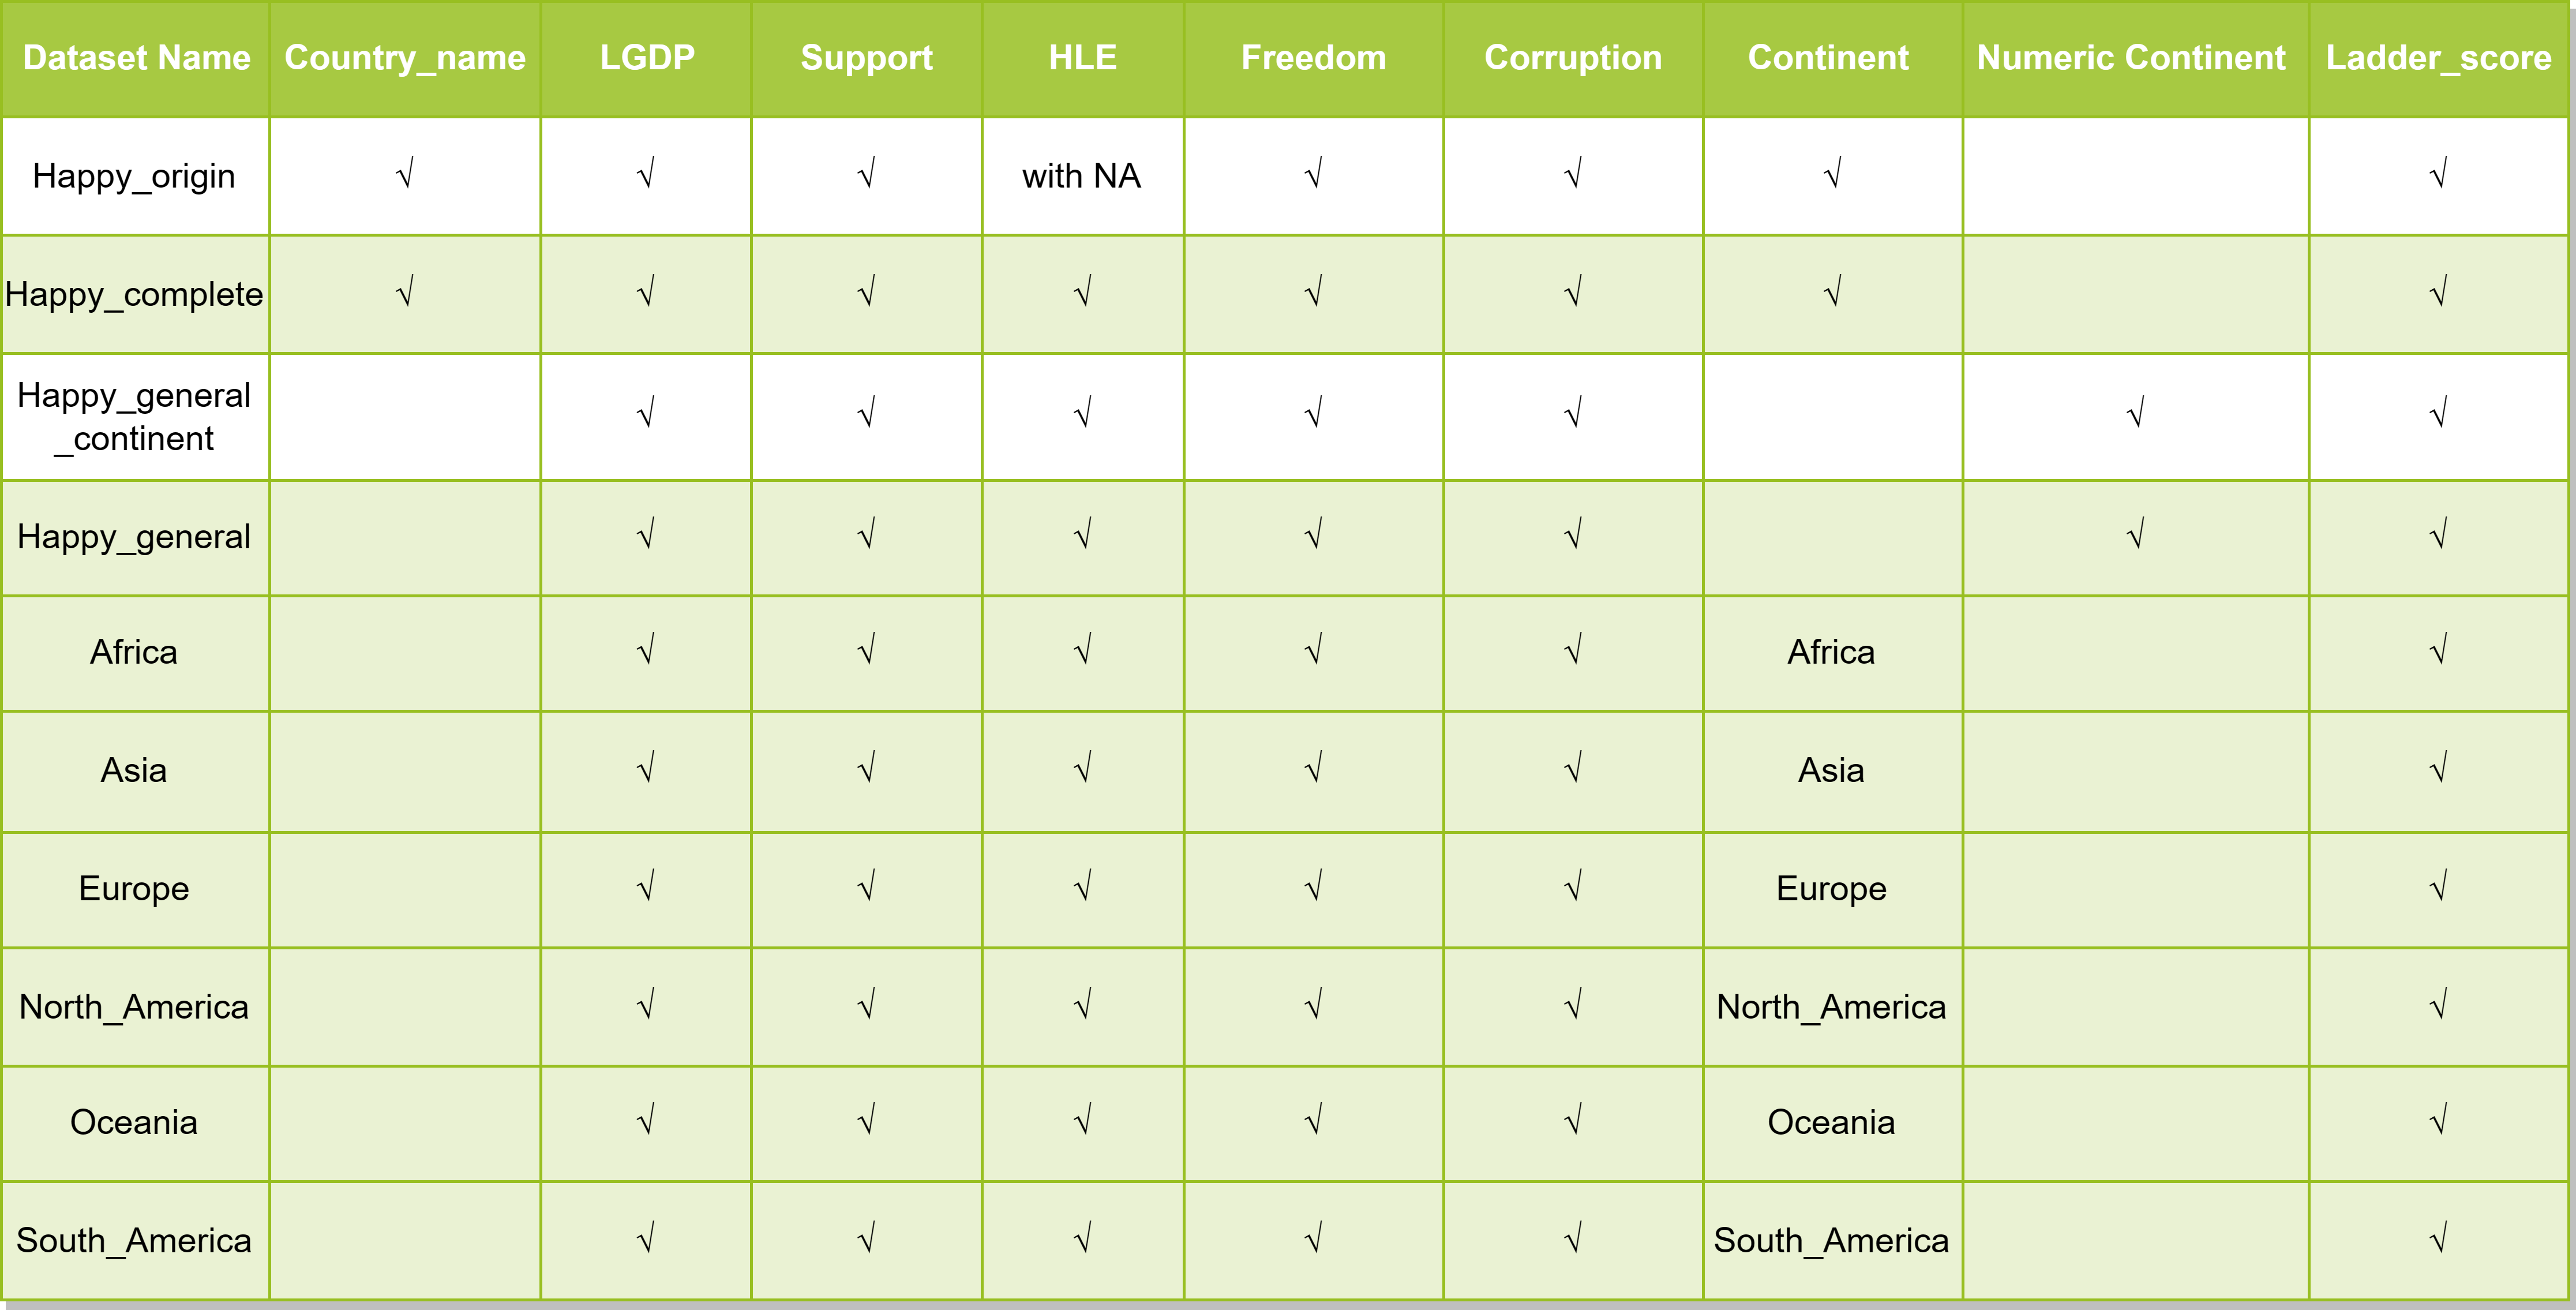 Dataset Name Country_name LGDP Support HLE Freedom Corruption Continent Numeric Continent Ladder_score
Happy_origin √ √ √ with NA √ √ √ √
Happy_complete √ √ √ √ √ √ √ √
Happy_general
_continent √ √ √ √ √ √ √
Happy_general √ √ √ √ √ √ √
Africa √ √ √ √ √ Africa √
Asia √ √ √ √ √ Asia √
Europe √ √ √ √ √ Europe √
North_America √ √ √ √ √ North_America √
Oceania √ √ √ √ √ Oceania √
South_America √ √ √ √ √ South_America √